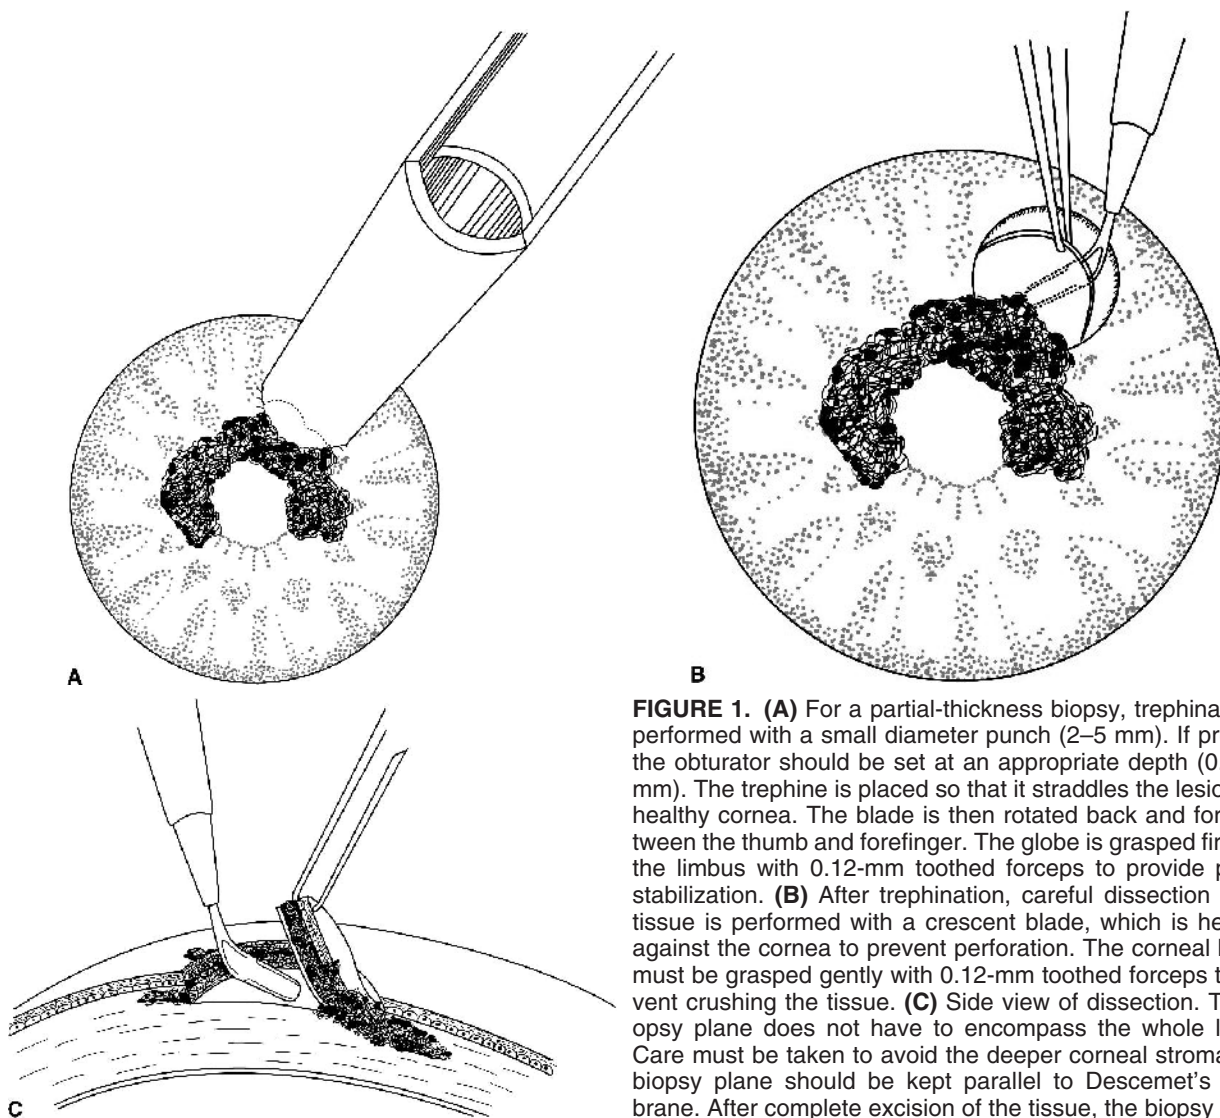 A
B
C
FIGURE 1. (A) For a partial-thickness biopsy, trephina
performed with a small diameter punch (2–5 mm). If pr
the obturator should be set at an appropriate depth (0.
mm). The trephine is placed so that it straddles the lesio
healthy cornea. The blade is then rotated back and for
tween the thumb and forefinger. The globe is grasped fir
the limbus with 0.12-mm toothed forceps to provide p
stabilization. (B) After trephination, careful dissection
tissue is performed with a crescent blade, which is he
against the cornea to prevent perforation. The corneal
must be grasped gently with 0.12-mm toothed forceps t
vent crushing the tissue. (C) Side view of dissection. T
opsy plane does not have to encompass the whole l
Care must be taken to avoid the deeper corneal stroma
biopsy plane should be kept parallel to Descemet's
brane. After complete excision of the tissue, the biopsy